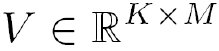 V ∈ ℝ^{K×M}